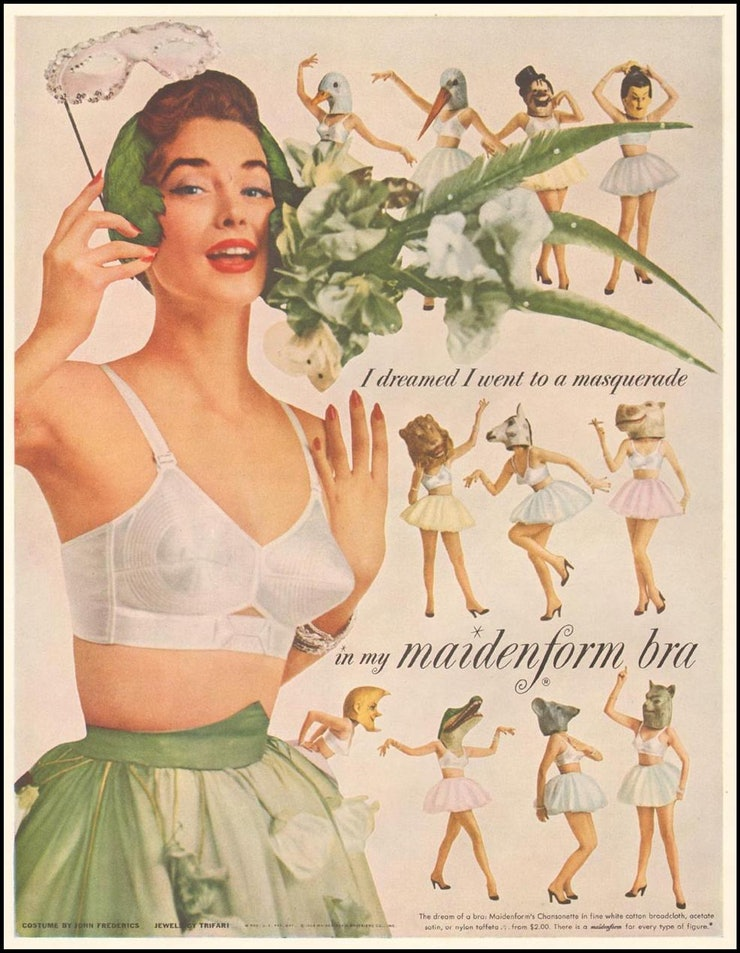 I dreamed I went to a masquerade
in my maidenform bra
®
The dream of a bra: Maidenform's Chansonette in fine white cotton broadcloth, acetate
satin, or nylon taffeta . . . from $2.00. There is a maidenform for every type of figure.*
COSTUME BY JOHN FREDERICS JEWELRY BY TRIFARI